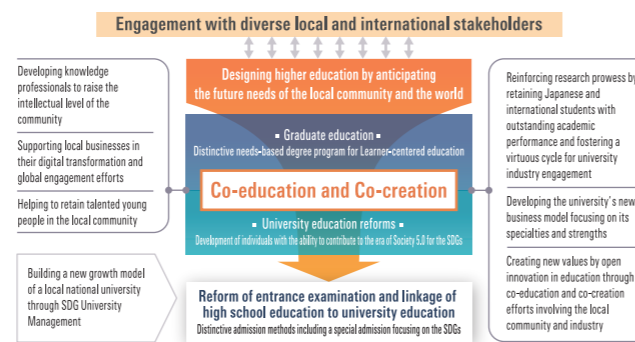 Engagement with diverse local and international stakeholders
Developing knowledge
professionals to raise the
intellectual level of the
community
Supporting local businesses in
their digital transformation and
global engagement efforts
Helping to retain talented young
people in the local community
Building a new growth model
of a local national university
through SDG University
Management
Designing higher education by anticipating
the future needs of the local community and the world
▪ Graduate education ▪
Distinctive needs-based degree program for Learner-centered education
Co-education and Co-creation
▪ University education reforms ▪
Development of individuals with the ability to contribute to the era of Society 5.0 for the SDGs
Reform of entrance examination and linkage of
high school education to university education
Distinctive admission methods including a special admission focusing on the SDGs
Reinforcing research prowess by
retaining Japanese and
international students with
outstanding academic
performance and fostering a
virtuous cycle for university
industry engagement
Developing the university's new
business model focusing on its
specialties and strengths
Creating new values by open
innovation in education through
co-education and co-creation
efforts involving the local
community and industry